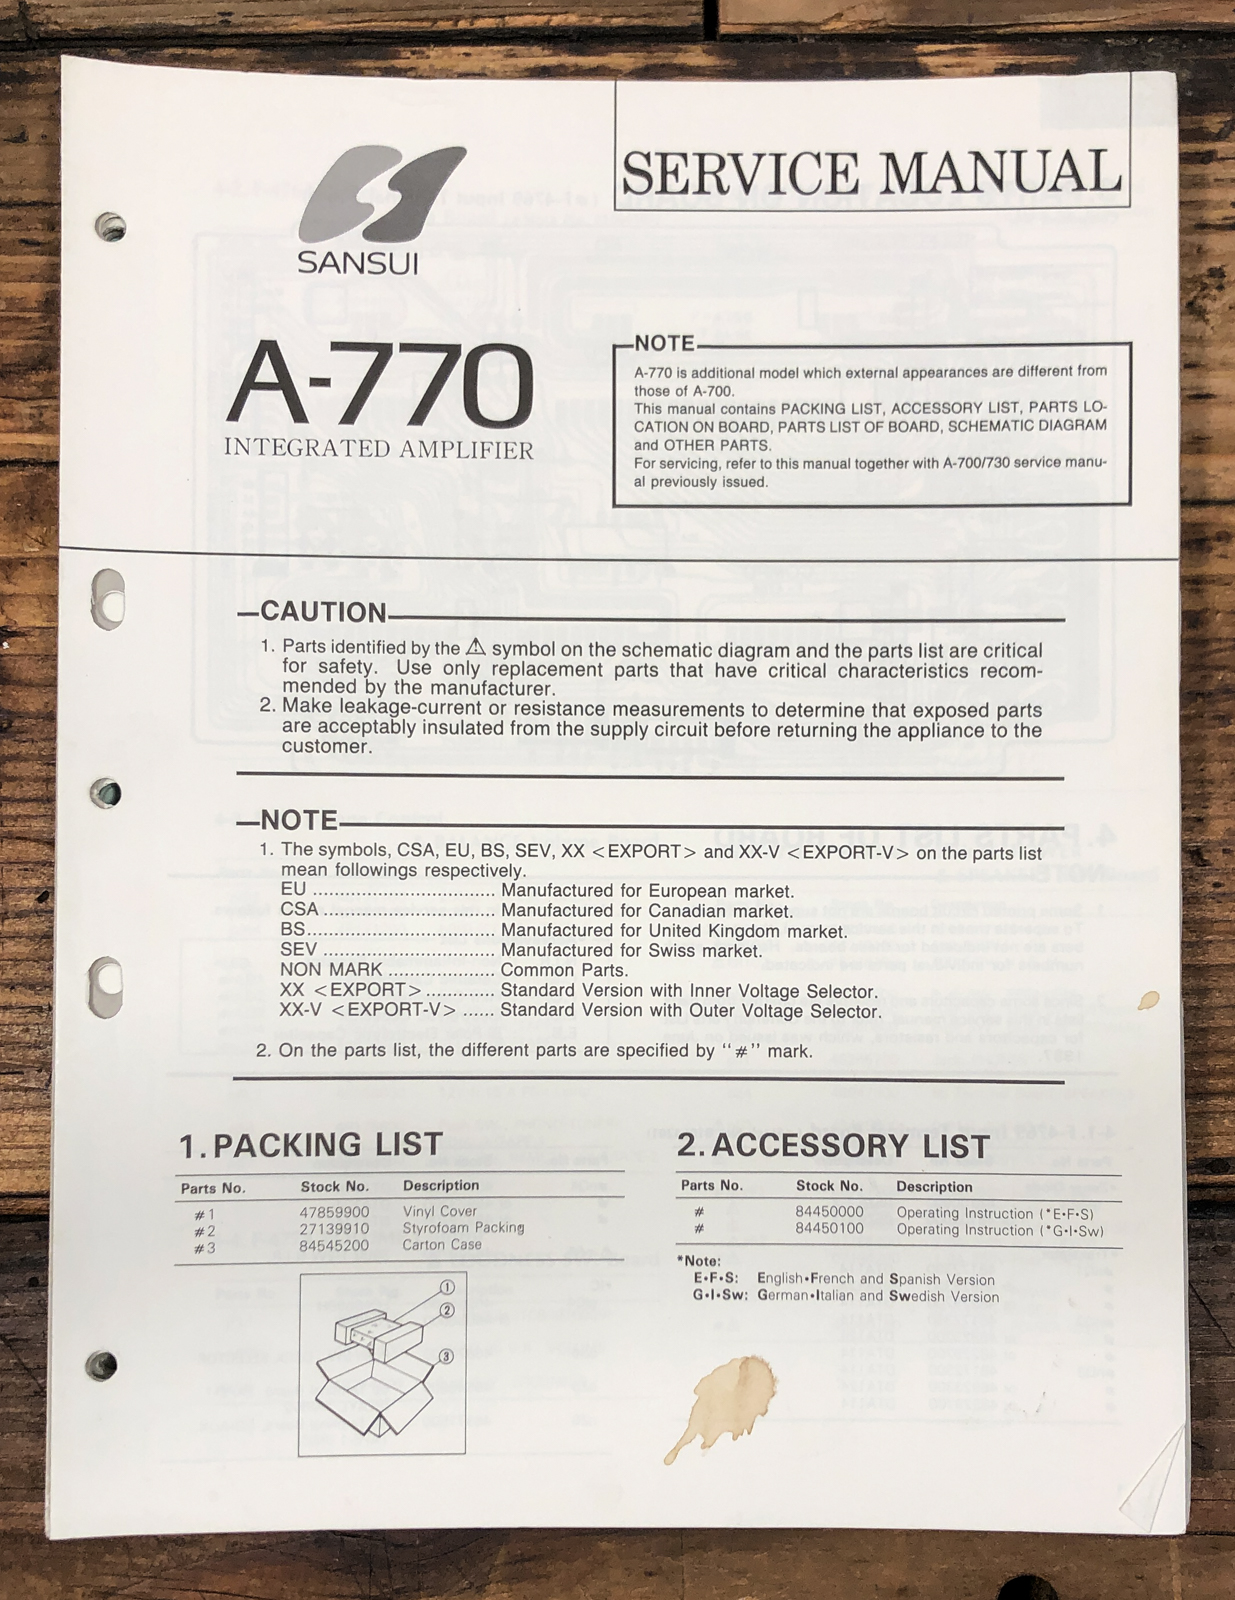 SERVICE MANUAL
SANSUI
A-770
INTEGRATED AMPLIFIER
NOTE
A-770 is additional model which external appearances are different from
those of A-700.
This manual contains PACKING LIST, ACCESSORY LIST, PARTS LO-
CATION ON BOARD, PARTS LIST OF BOARD, SCHEMATIC DIAGRAM
and OTHER PARTS.
For servicing, refer to this manual together with A-700/730 service manu-
al previously issued.
CAUTION
1. Parts identified by the ⚠ symbol on the schematic diagram and the parts list are critical
for safety. Use only replacement parts that have critical characteristics recom-
mended by the manufacturer.
2. Make leakage-current or resistance measurements to determine that exposed parts
are acceptably insulated from the supply circuit before returning the appliance to the
customer.
NOTE
1. The symbols, CSA, EU, BS, SEV, XX <EXPORT> and XX-V <EXPORT-V> on the parts list
mean followings respectively.
EU .................................. Manufactured for European market.
CSA ................................ Manufactured for Canadian market.
BS................................... Manufactured for United Kingdom market.
SEV ................................ Manufactured for Swiss market.
NON MARK .................... Common Parts.
XX <EXPORT> ............. Standard Version with Inner Voltage Selector.
XX-V <EXPORT-V> ...... Standard Version with Outer Voltage Selector.
2. On the parts list, the different parts are specified by "#" mark.
1. PACKING LIST
Parts No. Stock No. Description
#1 47859900 Vinyl Cover
#2 27139910 Styrofoam Packing
#3 84545200 Carton Case
①
②
③
2. ACCESSORY LIST
Parts No. Stock No. Description
# 84450000 Operating Instruction (*E•F•S)
# 84450100 Operating Instruction (*G•I•Sw)
*Note:
E•F•S: English•French and Spanish Version
G•I•Sw: German•Italian and Swedish Version